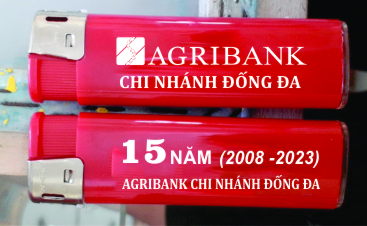 AGRIBANK
CHI NHÁNH ĐỐNG ĐA
15 NĂM (2008 -2023)
AGRIBANK CHI NHÁNH ĐỐNG ĐA